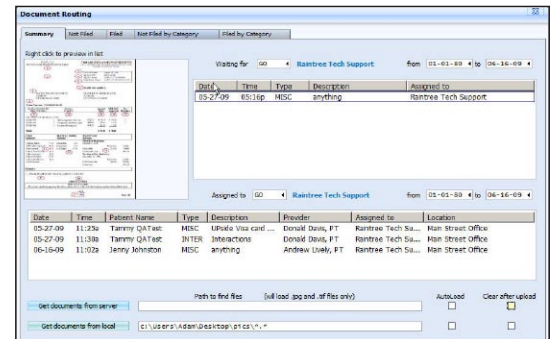 Document Routing
Summary Not Filed Filed Not Filed by Category Filed by Category
Right click to preview in list
Waiting for GO Raintree Tech Support from 01-01-80 to 06-16-09
Date Time Type Description Assigned to
05-27-09 05:16p MISC anything Raintree Tech Support
Assigned to GO Raintree Tech Support from 01-01-80 to 06-16-09
Date Time Patient Name Type Description Provider Assigned to Location
05-27-09 11:23a Tammy QATest MISC UPside Visa card ... Donald Davis, PT Raintree Tech Su... Main Street Office
05-27-09 11:30a Tammy QATest INTER Interactions Donald Davis, PT Raintree Tech Su... Main Street Office
06-16-09 11:02a Jenny Johnston MISC anything Andrew Lively, PT Raintree Tech Su... Main Street Office
Path to find files (will load .jpg and .tif files only) AutoLoad Clear after upload
Get documents from server
Get documents from local c:\Users\Adam\Desktop\pics\*.*